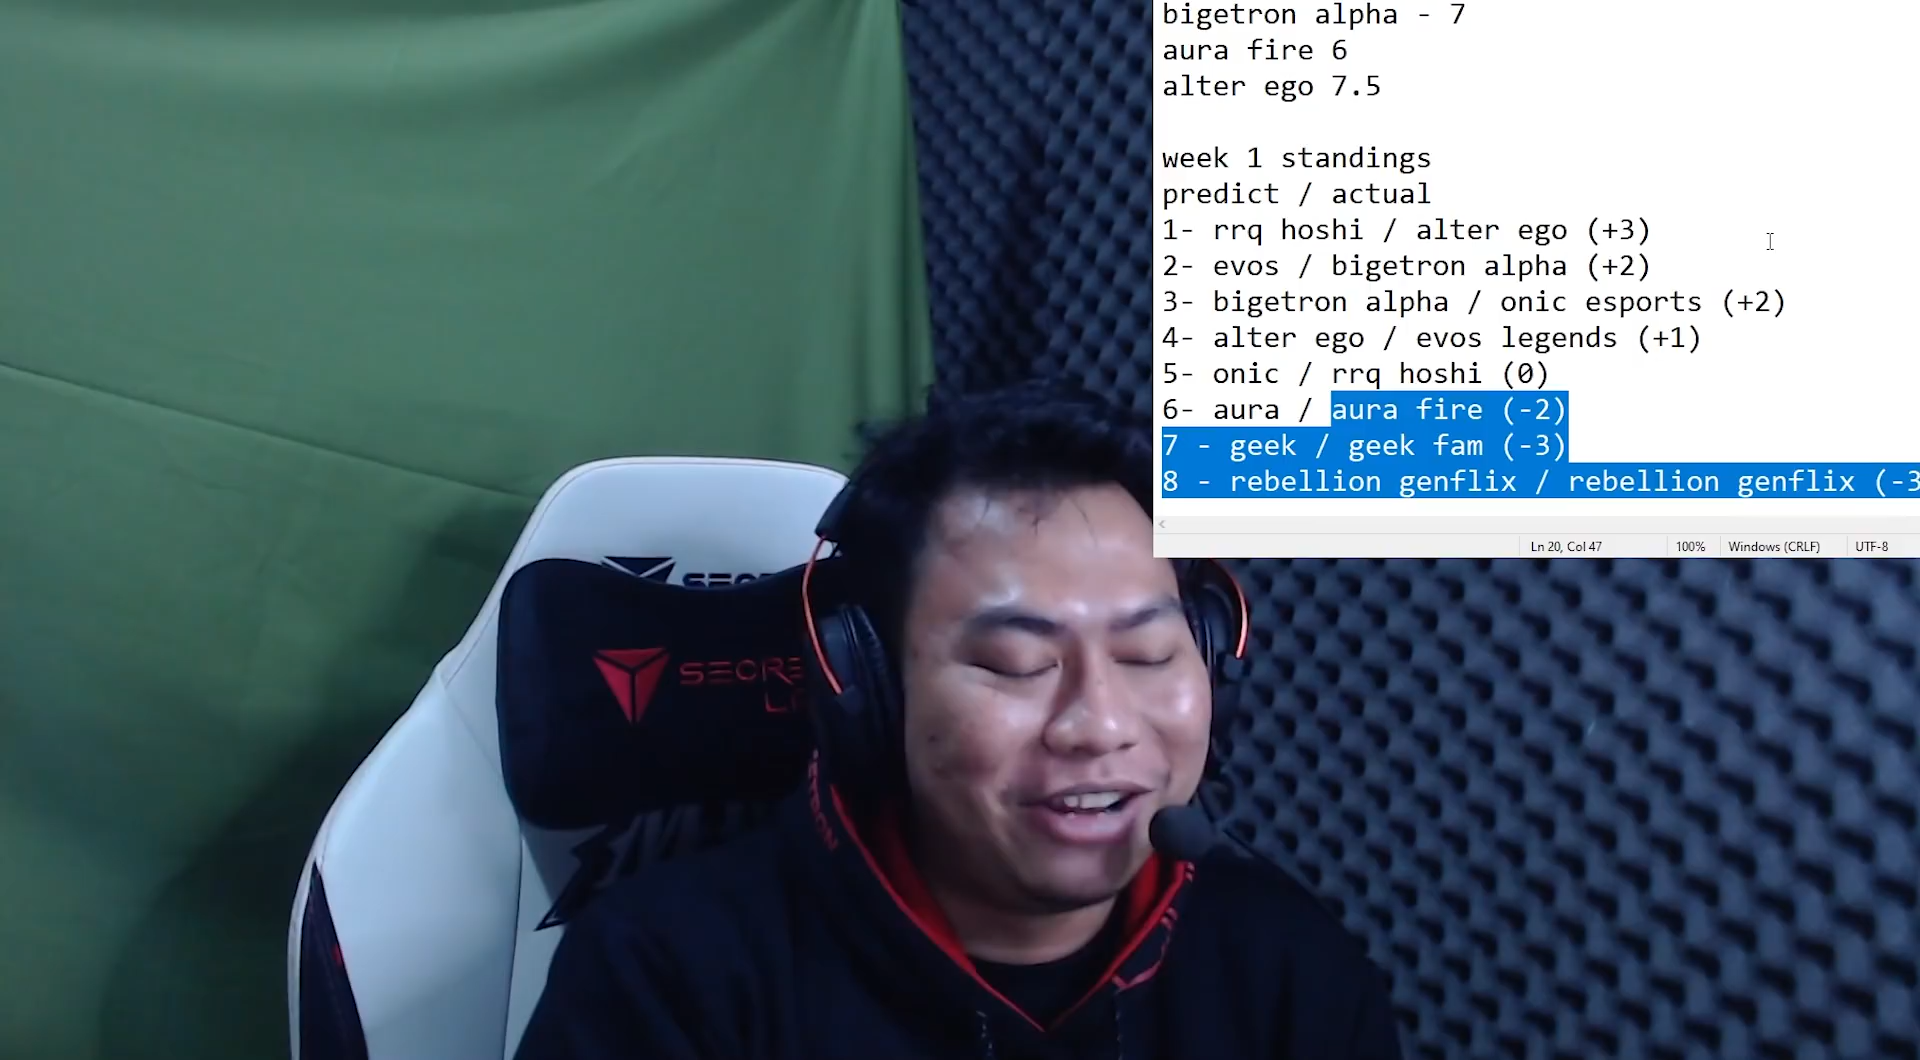 bigetron alpha - 7
aura fire 6
alter ego 7.5
week 1 standings
predict / actual
1- rrq hoshi / alter ego (+3)
2- evos / bigetron alpha (+2)
3- bigetron alpha / onic esports (+2)
4- alter ego / evos legends (+1)
5- onic / rrq hoshi (0)
6- aura / aura fire (-2)
7 - geek / geek fam (-3)
8 - rebellion genflix / rebellion genflix (-3
Ln 20, Col 47 100% Windows (CRLF) UTF-8